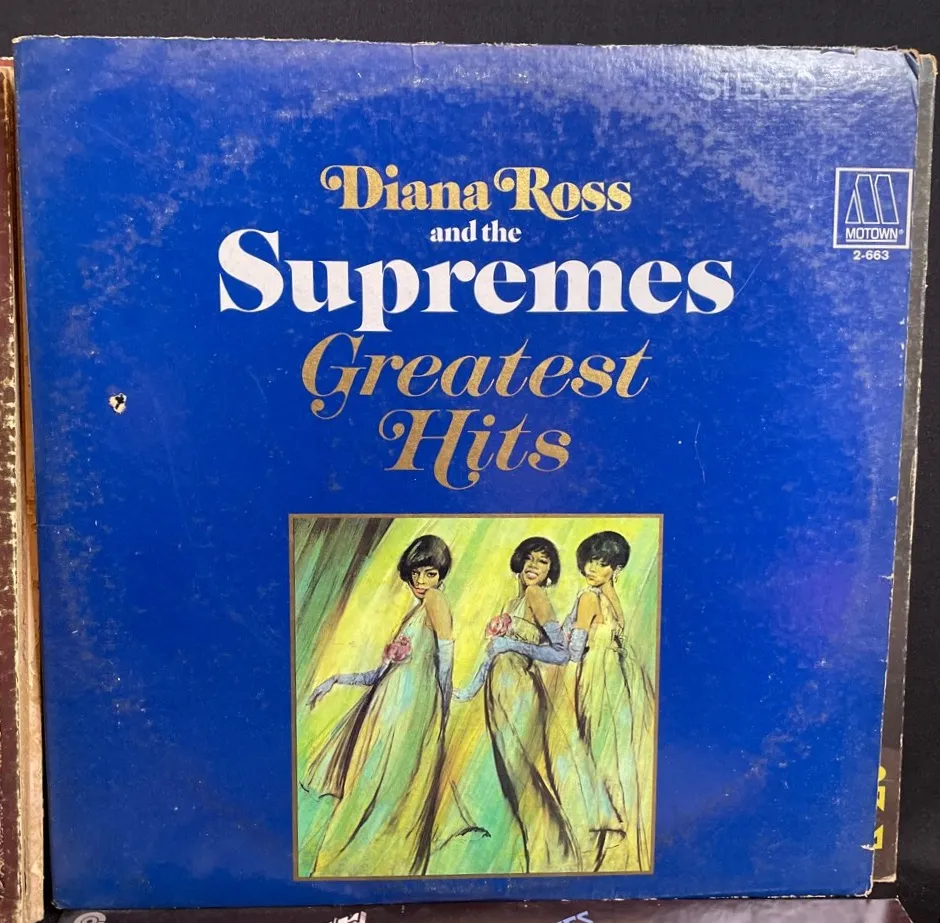 STEREO
Diana Ross
and the
Supremes
Greatest
Hits
MOTOWN®
2-663